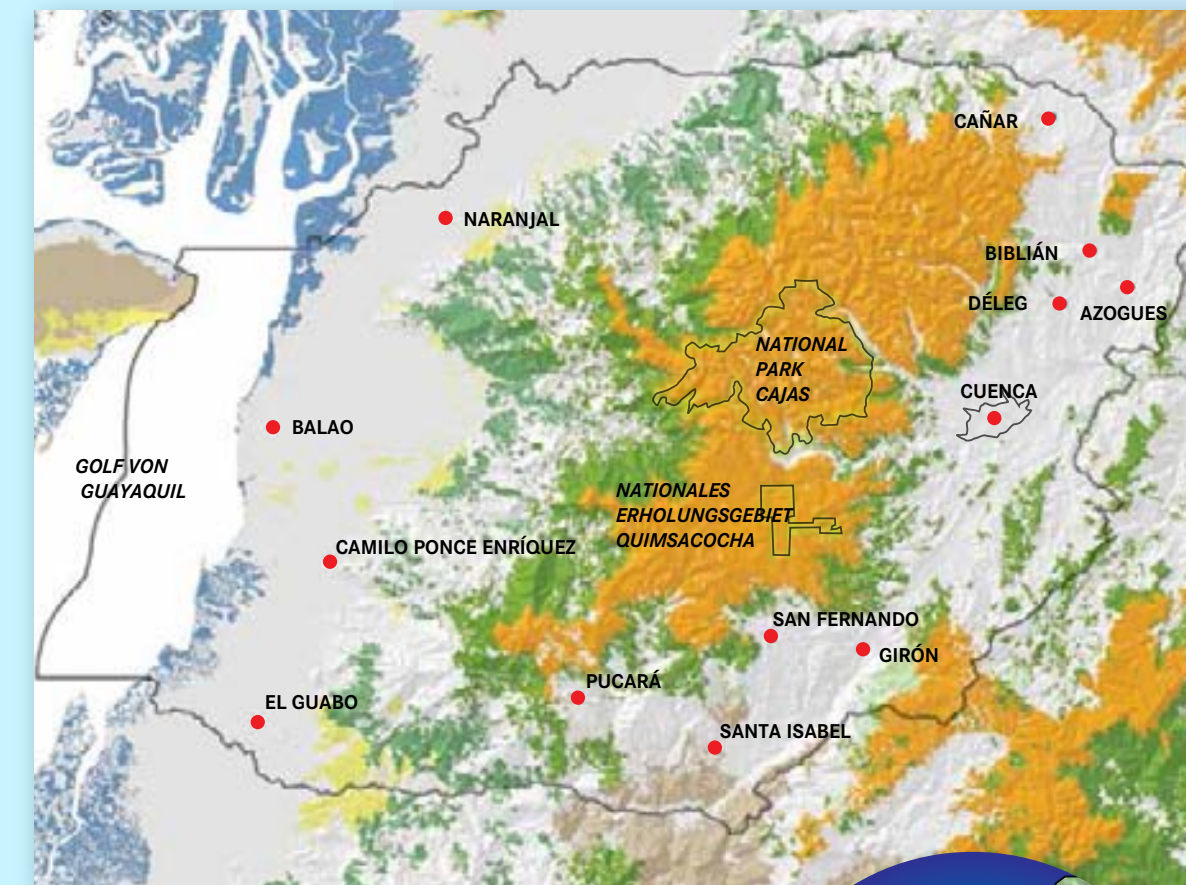 CAÑAR
NARANJAL
BIBLIÁN
DÉLEG
AZOGUES
NATIONAL
PARK
CAJAS
CUENCA
BALAO
GOLF VON
GUAYAQUIL
NATIONALES
ERHOLUNGSGEBIET
QUIMSACOCHA
CAMILO PONCE ENRÍQUEZ
SAN FERNANDO
GIRÓN
PUCARÁ
EL GUABO
SANTA ISABEL